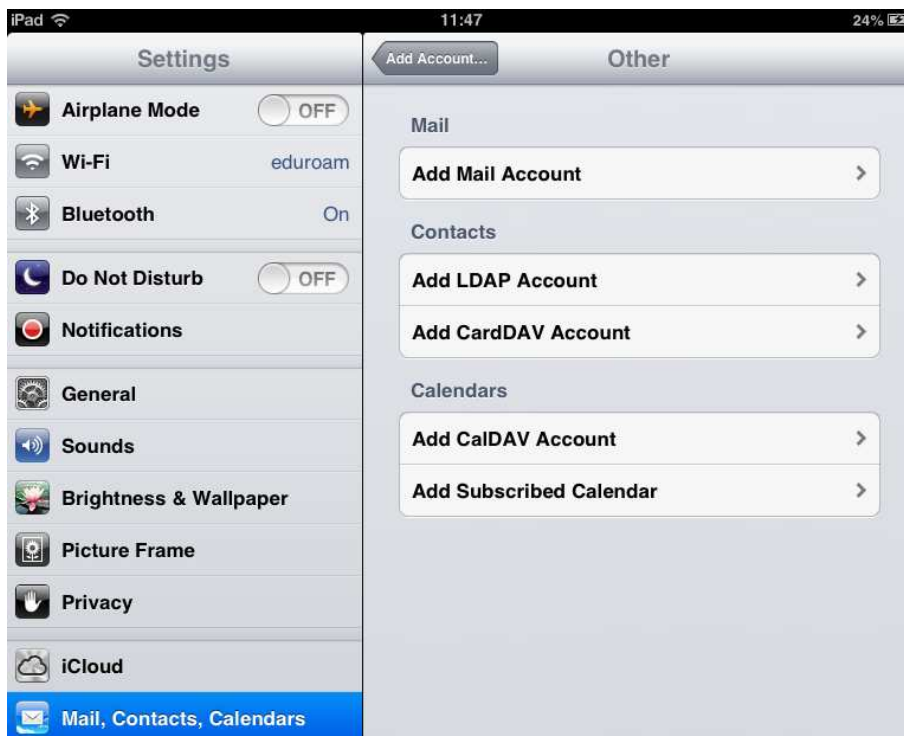 iPad 11:47 24%
Settings
Airplane Mode OFF
Wi-Fi eduroam
Bluetooth On
Do Not Disturb OFF
Notifications
General
Sounds
Brightness & Wallpaper
Picture Frame
Privacy
iCloud
Mail, Contacts, Calendars
Add Account...
Other
Mail
Add Mail Account
Contacts
Add LDAP Account
Add CardDAV Account
Calendars
Add CalDAV Account
Add Subscribed Calendar